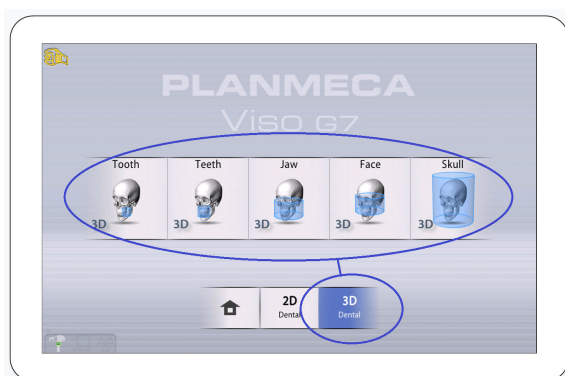 PLANMECA
Viso G7
Tooth Teeth Jaw Face Skull
3D 3D 3D 3D 3D
2D 3D
Dental Dental